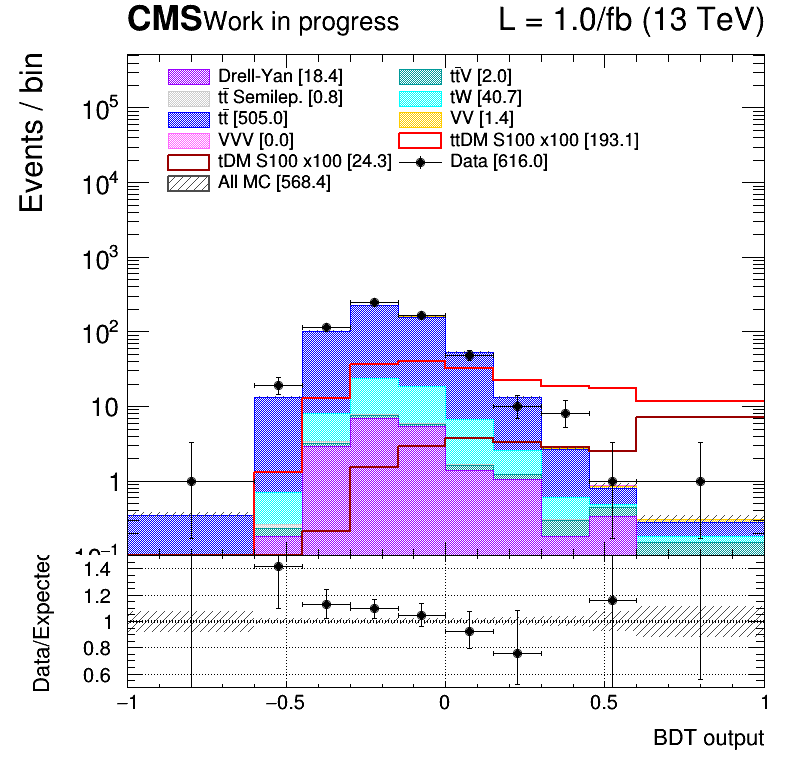 CMS Work in progress L = 1.0/fb (13 TeV)
Events / bin
Drell-Yan [18.4] tt̄V [2.0]
tt̄ Semilep. [0.8] tW [40.7]
tt̄ [505.0] VV [1.4]
VVV [0.0] ttDM S100 x100 [193.1]
tDM S100 x100 [24.3] Data [616.0]
All MC [568.4]
10⁵
10⁴
10³
10²
10
1
10⁻¹
Data/Expected
1.4
1.2
1
0.8
0.6
−1 −0.5 0 0.5 1
BDT output